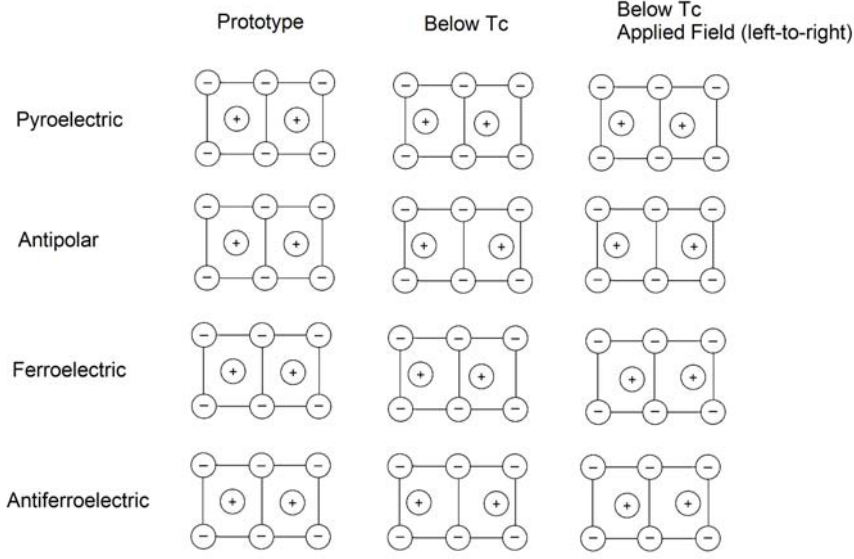 Prototype Below Tc Below Tc
Applied Field (left-to-right)
− − − − − − − − −
Pyroelectric + + + + + +
− − − − − − − − −
− − − − − − − − −
Antipolar + + + + + +
− − − − − − − − −
− − − − − − − − −
Ferroelectric + + + + + +
− − − − − − − − −
− − − − − − − − −
Antiferroelectric + + + + + +
− − − − − − − − −